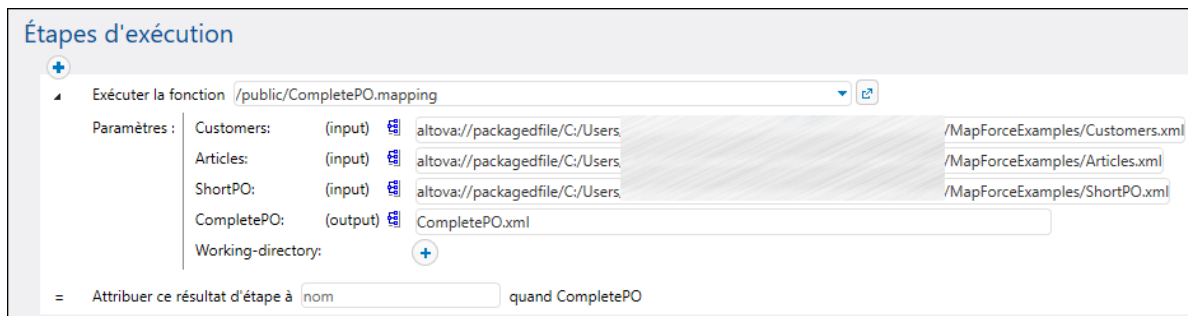 Étapes d'exécution
Exécuter la fonction /public/CompletePO.mapping
Paramètres : Customers: (input) altova://packagedfile/C:/Users, /MapForceExamples/Customers.xml
Articles: (input) altova://packagedfile/C:/Users, /MapForceExamples/Articles.xml
ShortPO: (input) altova://packagedfile/C:/Users, /MapForceExamples/ShortPO.xml
CompletePO: (output) CompletePO.xml
Working-directory:
= Attribuer ce résultat d'étape à nom quand CompletePO